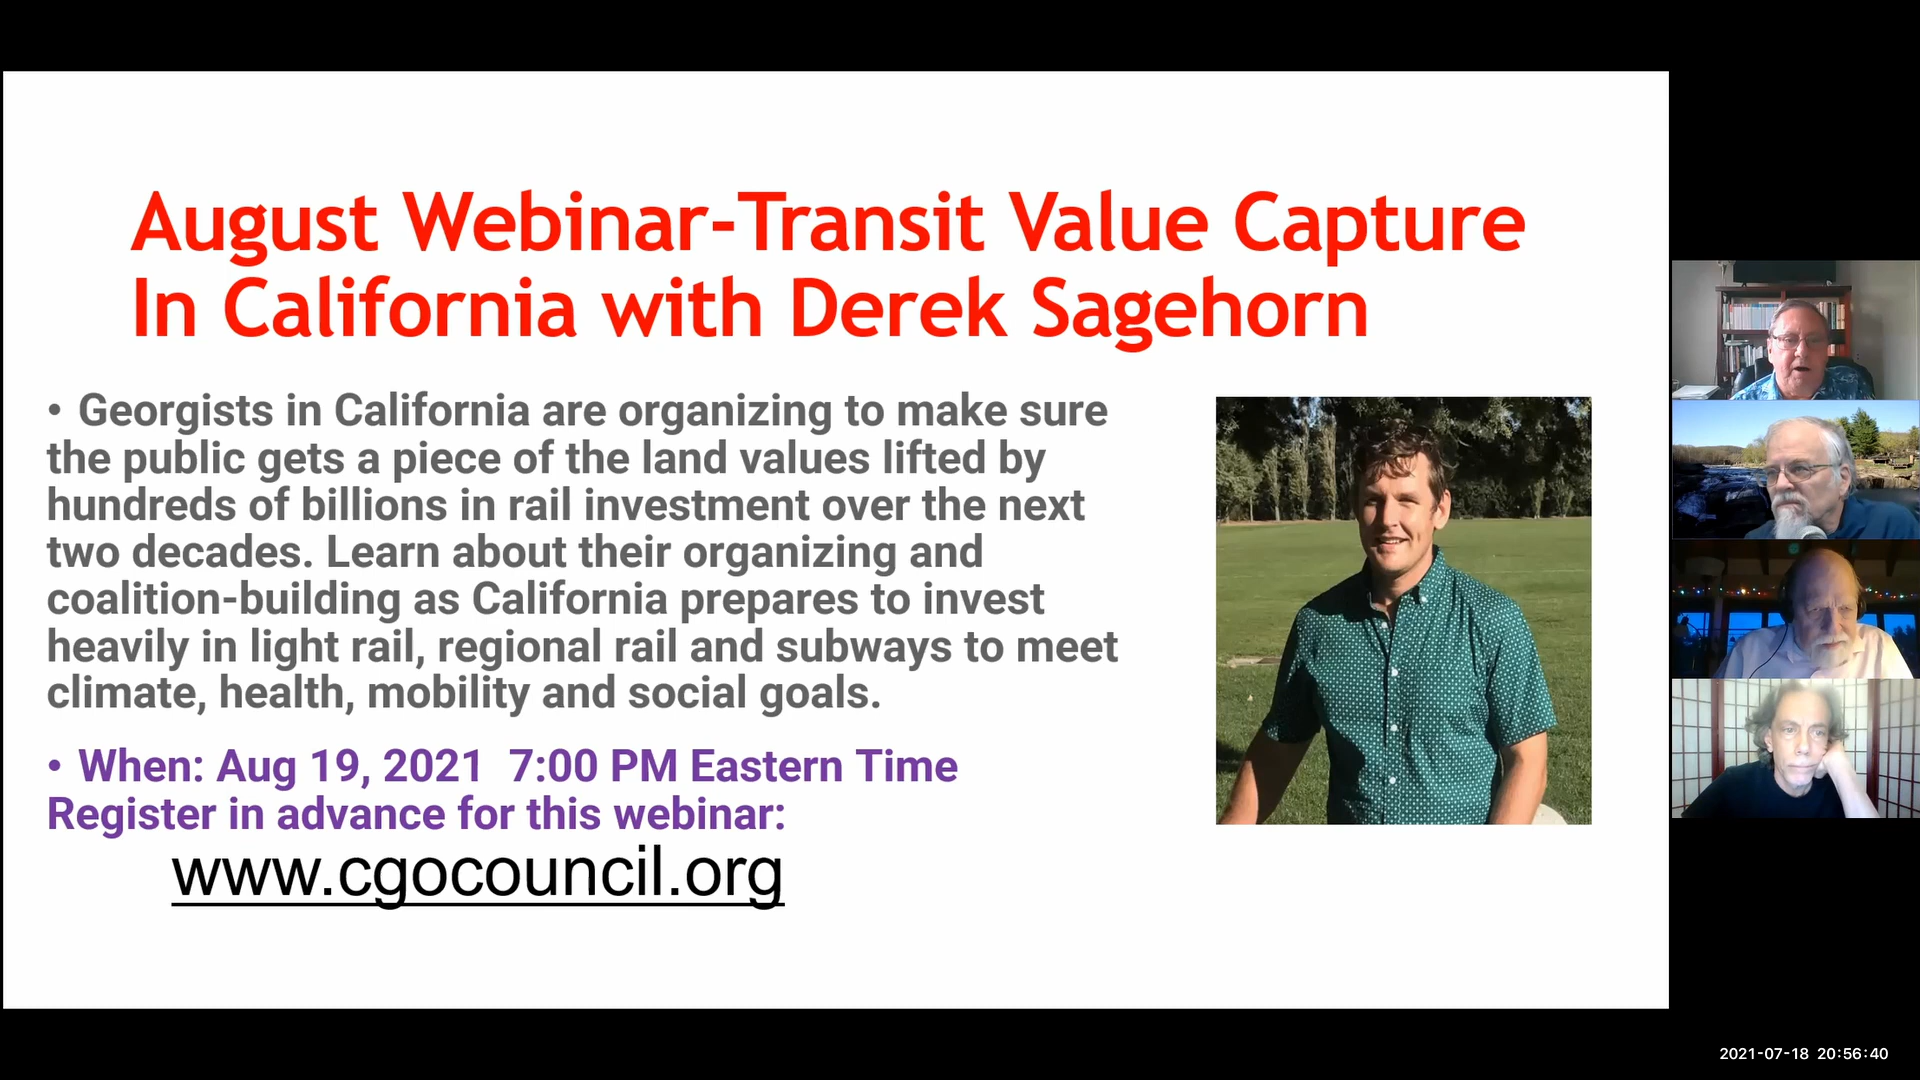 August Webinar-Transit Value Capture
In California with Derek Sagehorn
• Georgists in California are organizing to make sure
the public gets a piece of the land values lifted by
hundreds of billions in rail investment over the next
two decades. Learn about their organizing and
coalition-building as California prepares to invest
heavily in light rail, regional rail and subways to meet
climate, health, mobility and social goals.
• When: Aug 19, 2021  7:00 PM Eastern Time
Register in advance for this webinar:
www.cgocouncil.org
2021-07-18 20:56:40